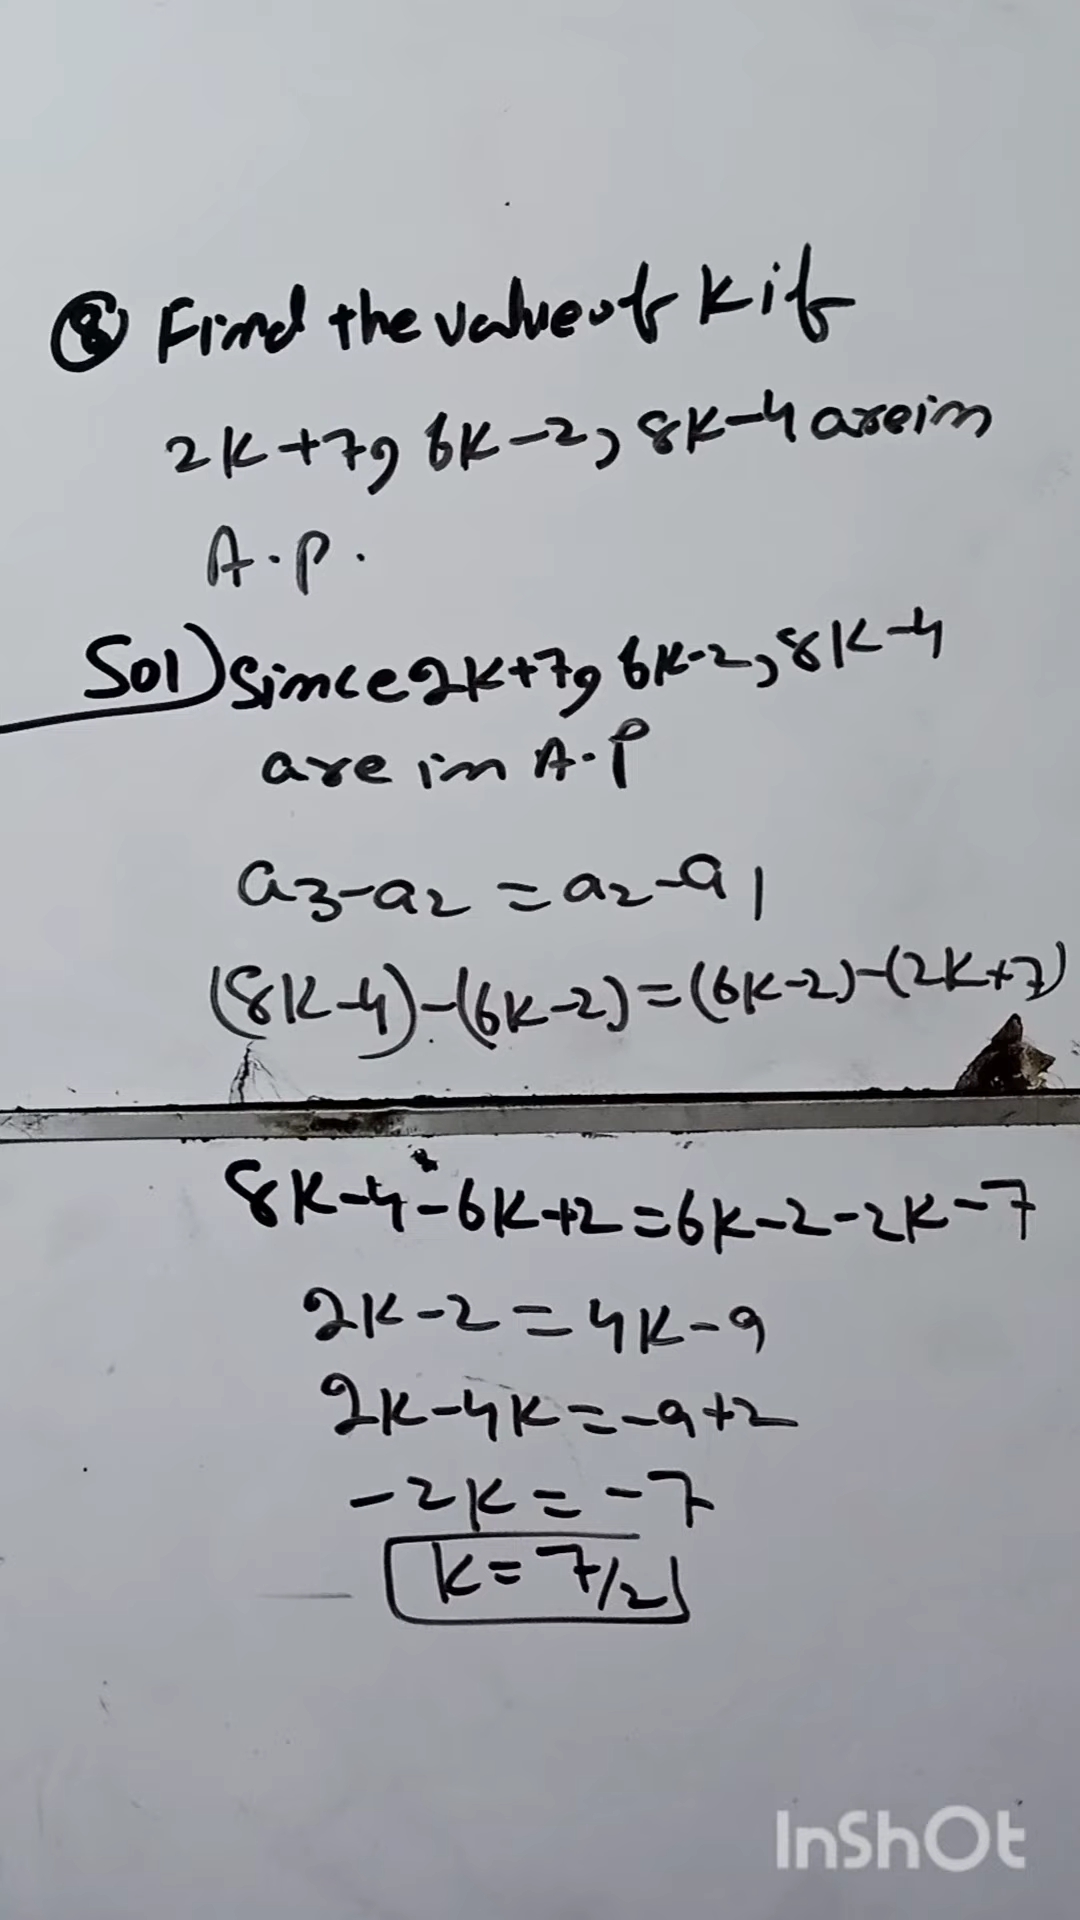 Q) Find the value of K if
2K+7, 6K-2, 8K-4 are in
A.P.
Sol) Since 2K+7, 6K-2, 8K-4
are in A.P
a3-a2 = a2-a1
(8K-4)-(6K-2)=(6K-2)-(2K+7)
8K-4-6K+2=6K-2-2K-7
2K-2=4K-9
2K-4K=-9+2
-2K=-7
K=7/2
InShOt